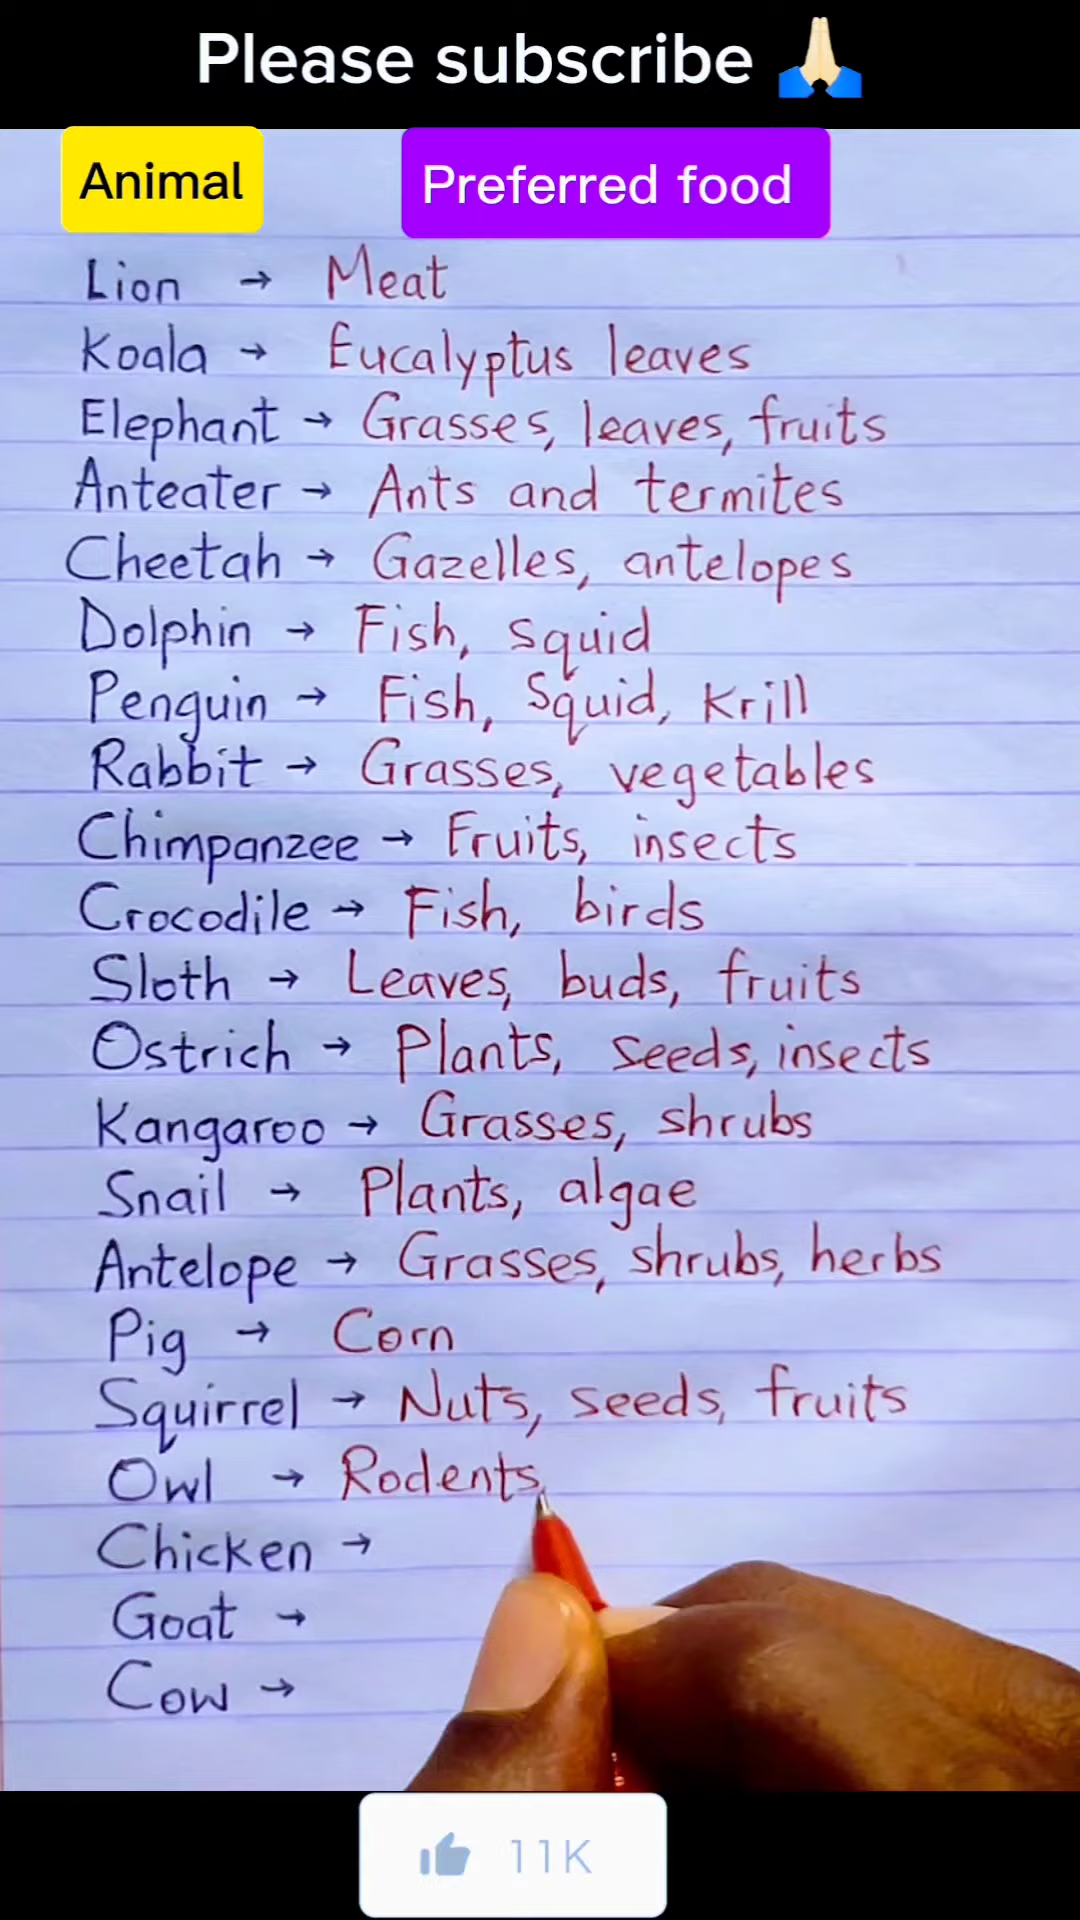 Please subscribe 🙏🏻
Animal Preferred food
Lion → Meat
Koala → Eucalyptus leaves
Elephant → Grasses, leaves, fruits
Anteater → Ants and termites
Cheetah → Gazelles, antelopes
Dolphin → Fish, squid
Penguin → Fish, Squid, Krill
Rabbit → Grasses, vegetables
Chimpanzee → Fruits, insects
Crocodile → Fish, birds
Sloth → Leaves, buds, fruits
Ostrich → Plants, seeds, insects
Kangaroo → Grasses, shrubs
Snail → Plants, algae
Antelope → Grasses, shrubs, herbs
Pig → Corn
Squirrel → Nuts, seeds, fruits
Owl → Rodents,
Chicken →
Goat →
Cow →
11K